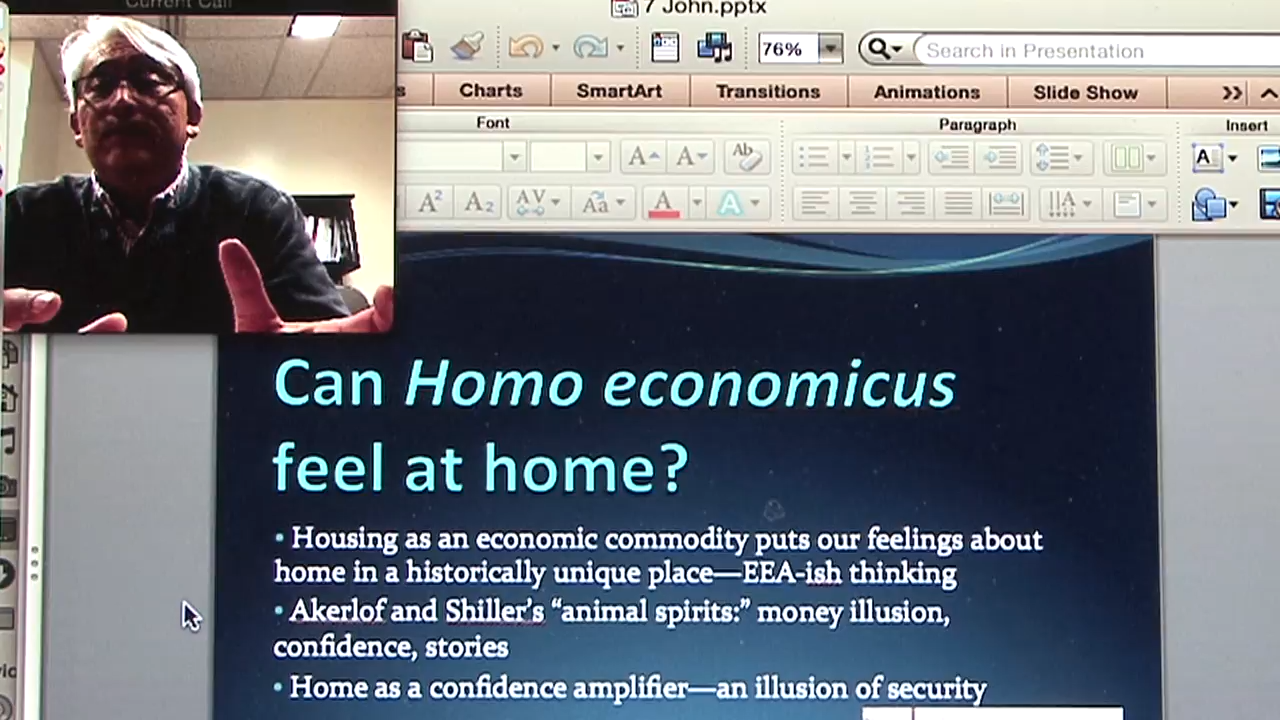 Current Call
7 John.pptx
76%
Search in Presentation
Charts
SmartArt
Transitions
Animations
Slide Show
Font
Paragraph
Insert
Can Homo economicus
feel at home?
• Housing as an economic commodity puts our feelings about
home in a historically unique place—EEA-ish thinking
• Akerlof and Shiller's “animal spirits:” money illusion,
confidence, stories
• Home as a confidence amplifier—an illusion of security